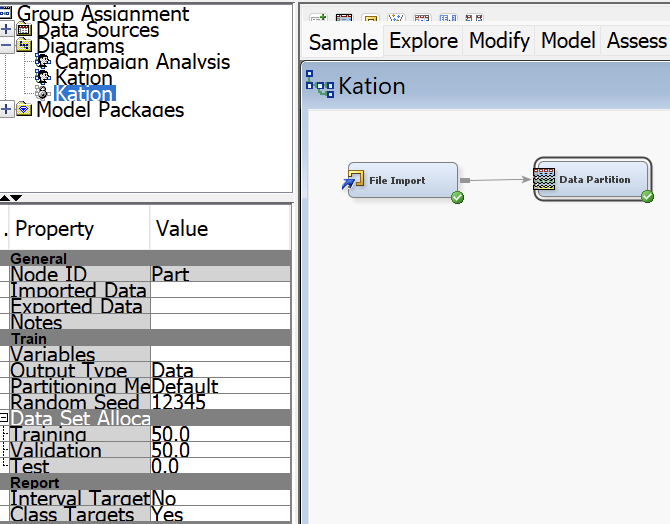 Group Assignment
Data Sources
Diagrams
Campaign Analysis
Kation
Kation
Model Packages
Sample Explore Modify Model Assess
Kation
File Import
Data Partition
. Property Value
General
Node ID Part
Imported Data
Exported Data
Notes
Train
Variables
Output Type Data
Partitioning Me Default
Random Seed 12345
Data Set Alloca
Training 50.0
Validation 50.0
Test 0.0
Report
Interval Target No
Class Targets Yes